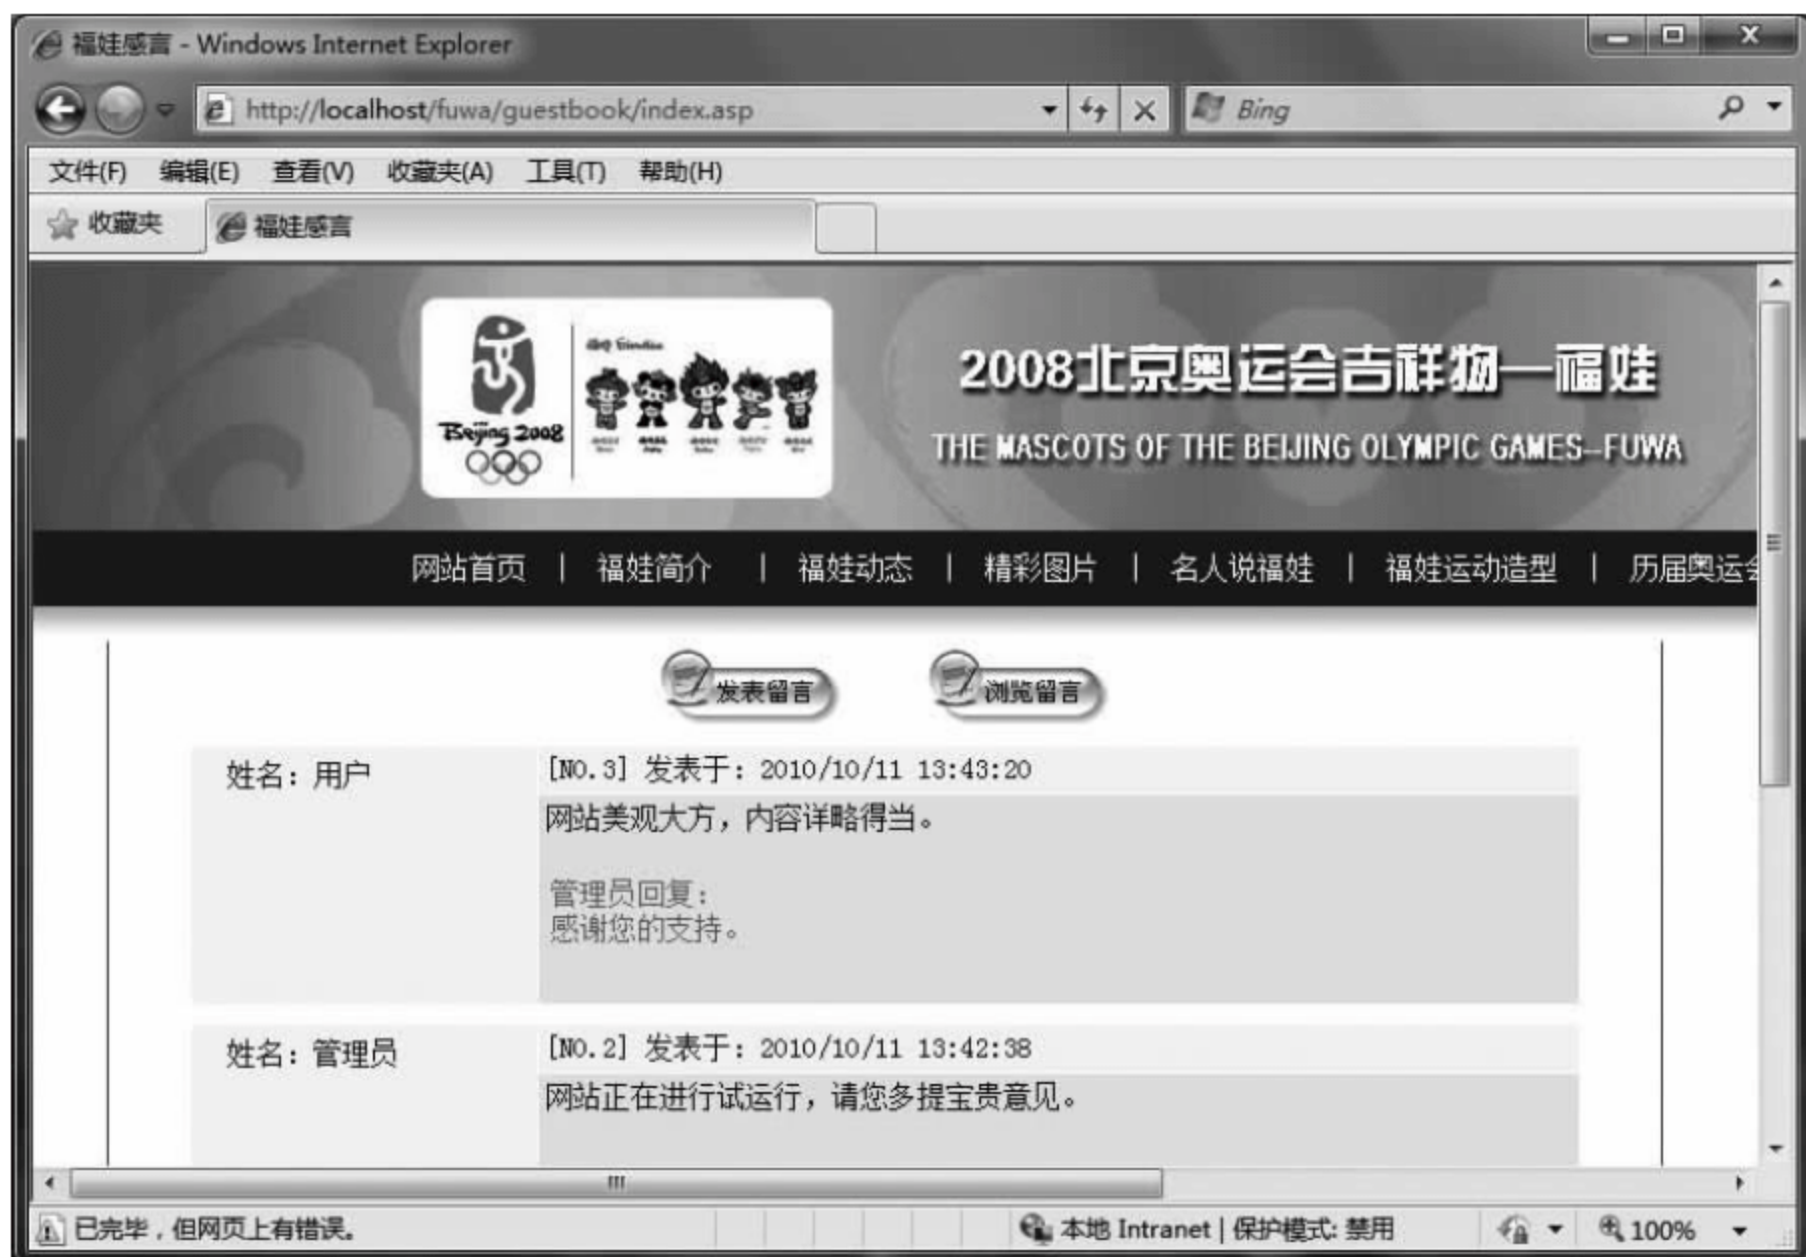 福娃感言 - Windows Internet Explorer
http://localhost/fuwa/guestbook/index.asp
Bing
文件(F) 编辑(E) 查看(V) 收藏夹(A) 工具(T) 帮助(H)
收藏夹 福娃感言
Beijing 2008
2008北京奥运会吉祥物—福娃
THE MASCOTS OF THE BEIJING OLYMPIC GAMES--FUWA
网站首页 | 福娃简介 | 福娃动态 | 精彩图片 | 名人说福娃 | 福娃运动造型 | 历届奥运会
发表留言 浏览留言
姓名：用户 [NO.3] 发表于：2010/10/11 13:43:20
网站美观大方，内容详略得当。
管理员回复：
感谢您的支持。
姓名：管理员 [NO.2] 发表于：2010/10/11 13:42:38
网站正在进行试运行，请您多提宝贵意见。
已完毕，但网页上有错误。 本地 Intranet | 保护模式: 禁用 100%